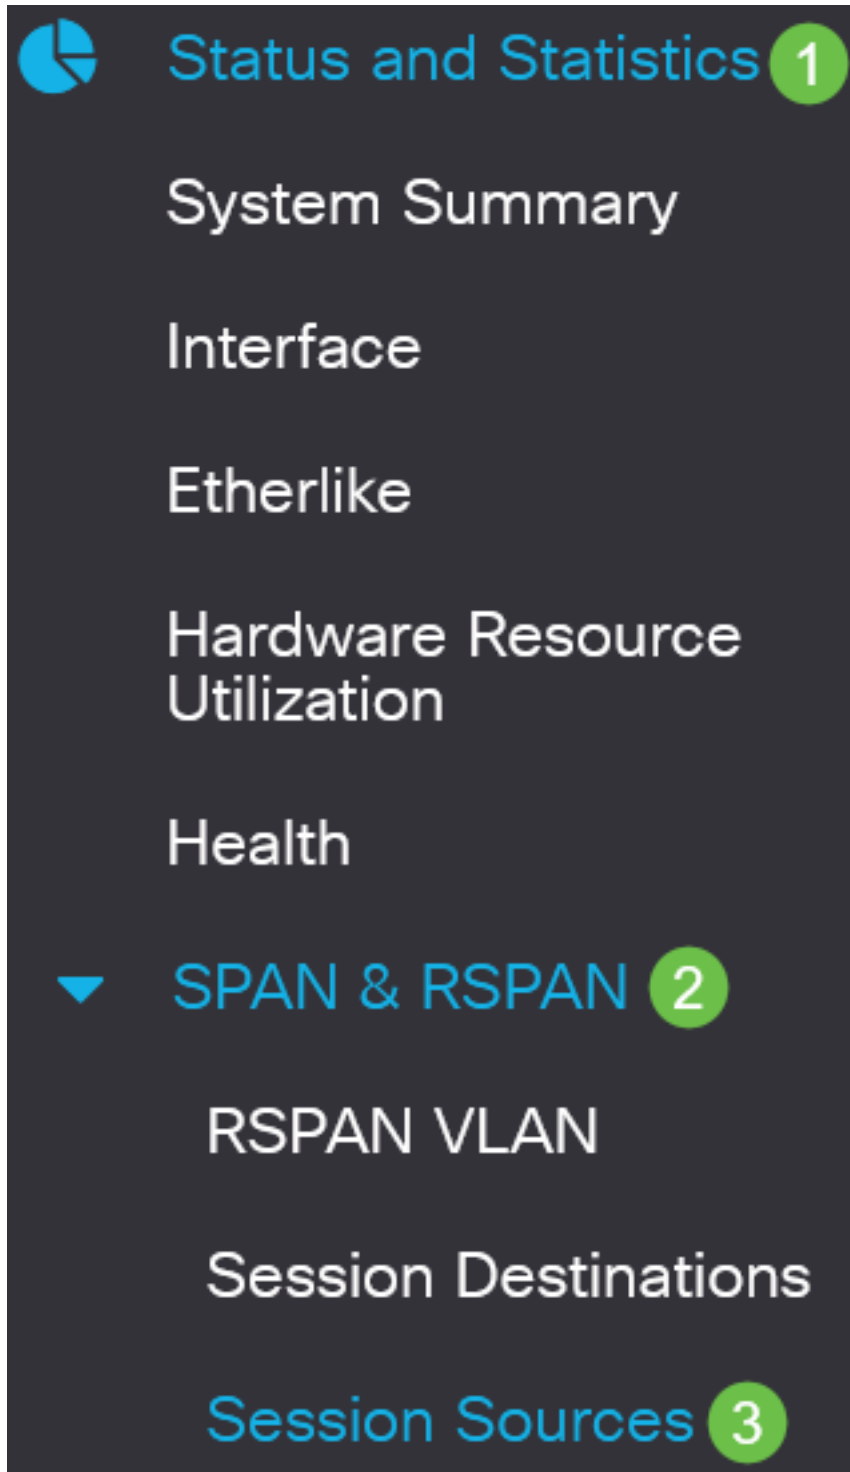 Status and Statistics 1
System Summary
Interface
Etherlike
Hardware Resource
Utilization
Health
SPAN & RSPAN 2
RSPAN VLAN
Session Destinations
Session Sources 3